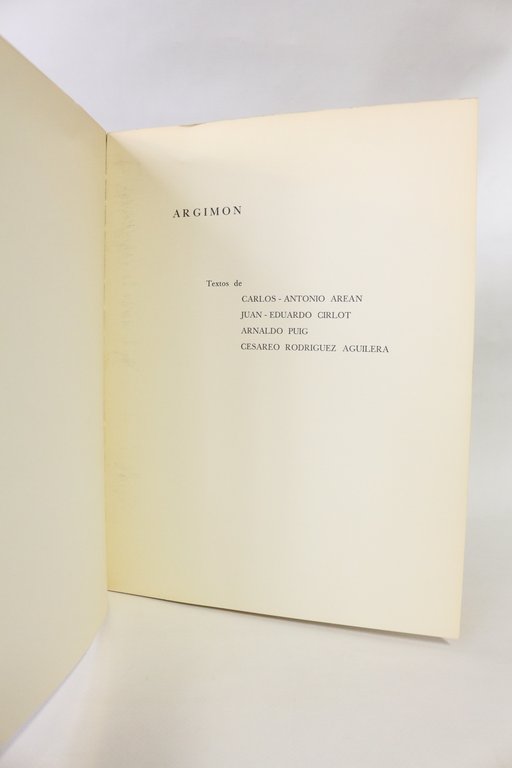 ARGIMON
Textos de
CARLOS - ANTONIO AREAN
JUAN - EDUARDO CIRLOT
ARNALDO PUIG
CESAREO RODRIGUEZ AGUILERA